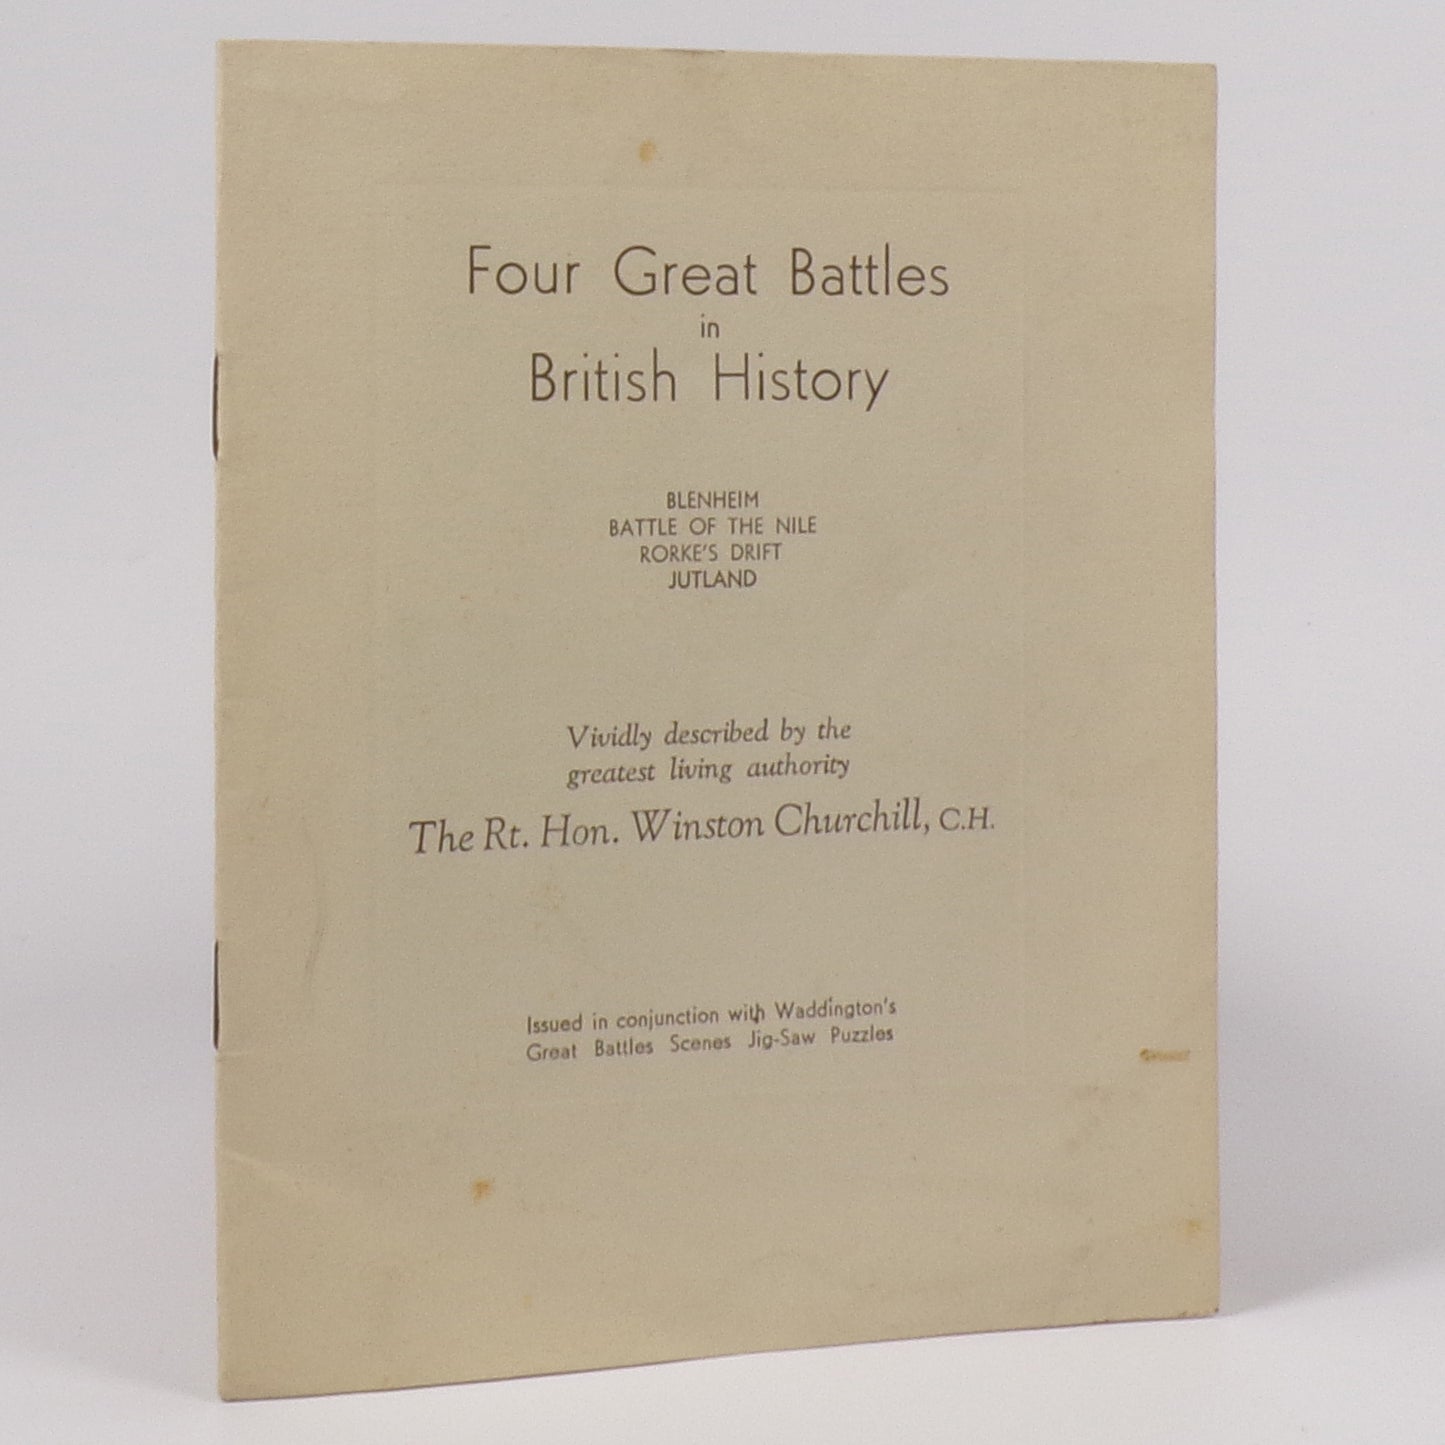 Four Great Battles
in
British History
BLENHEIM
BATTLE OF THE NILE
RORKE'S DRIFT
JUTLAND
Vividly described by the
greatest living authority
The Rt. Hon. Winston Churchill, C.H.
Issued in conjunction with Waddington's
Great Battles Scenes Jig-Saw Puzzles